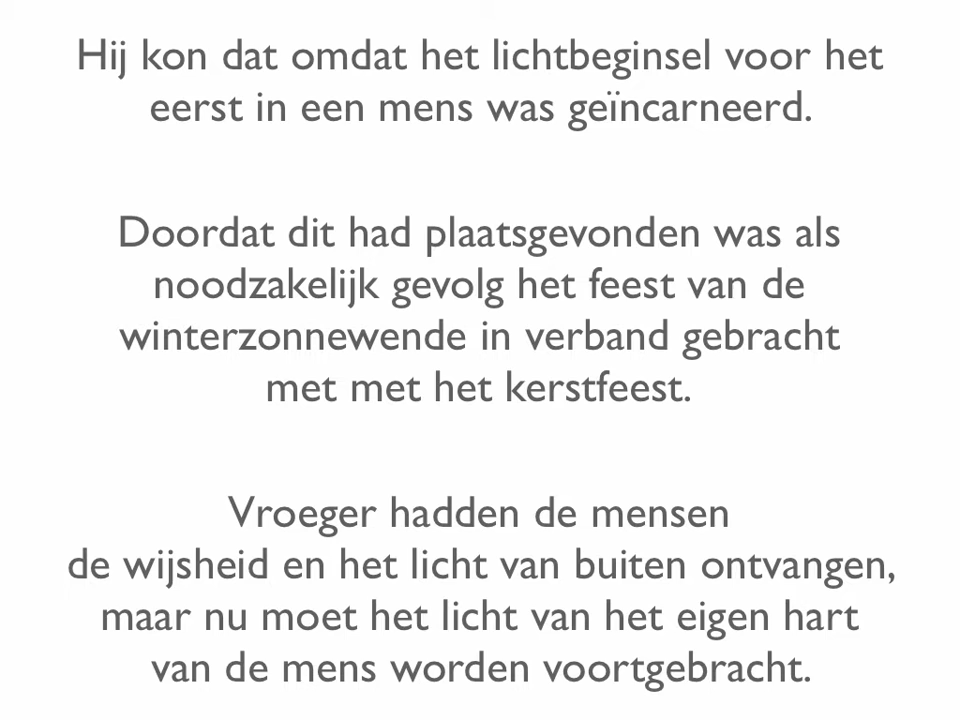 Hij kon dat omdat het lichtbeginsel voor het
eerst in een mens was geïncarneerd.
Doordat dit had plaatsgevonden was als
noodzakelijk gevolg het feest van de
winterzonnewende in verband gebracht
met met het kerstfeest.
Vroeger hadden de mensen
de wijsheid en het licht van buiten ontvangen,
maar nu moet het licht van het eigen hart
van de mens worden voortgebracht.